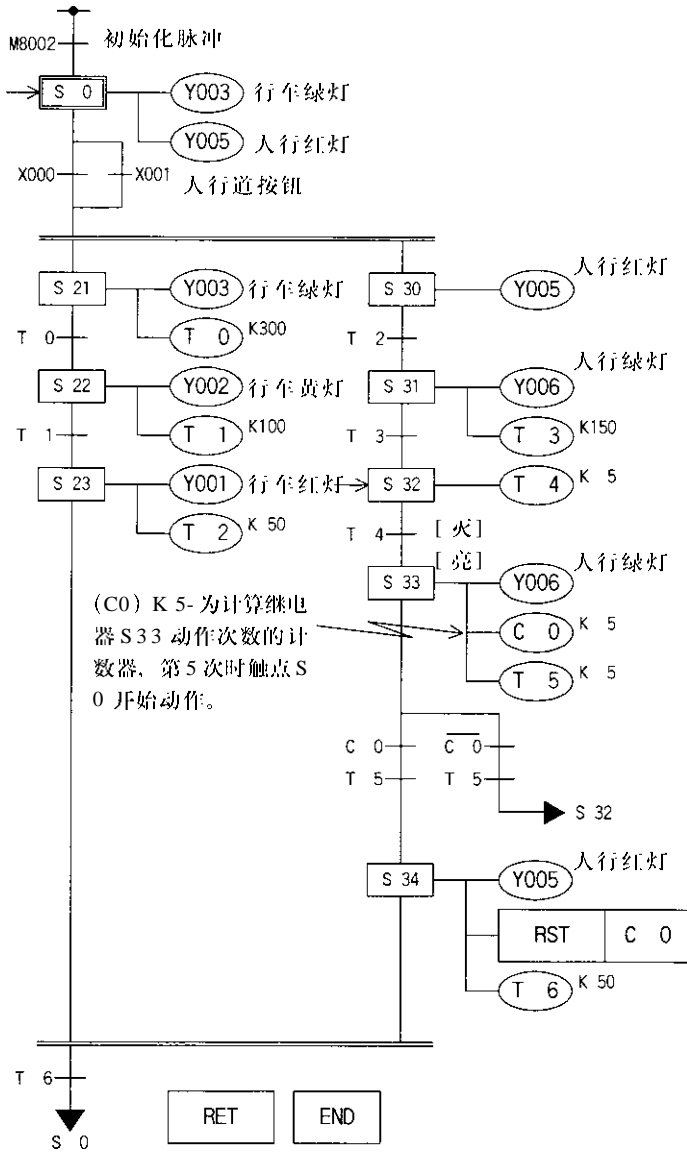 M8002 初始化脉冲
S 0 Y003 行车绿灯
Y005 人行红灯
X000 X001
人行道按钮
人行红灯
S 21 Y003 行车绿灯 S 30 Y005
T 0 K300
T 0 T 2
人行绿灯
S 22 Y002 行车黄灯 S 31 Y006
T 1 K100 T 3 K150
T 1 T 3
S 23 Y001 行车红灯 S 32 T 4 K 5
T 2 K 50
T 4 [灭]
[亮] 人行绿灯
S 33 Y006
C 0 K 5
T 5 K 5
(C0) K 5-为计算继电
器S33 动作次数的计
数器，第5 次时触点S
0 开始动作。
C 0 C 0
T 5 T 5
S 32
人行红灯
S 34 Y005
RST C 0
T 6 K 50
T 6
RET END
S 0